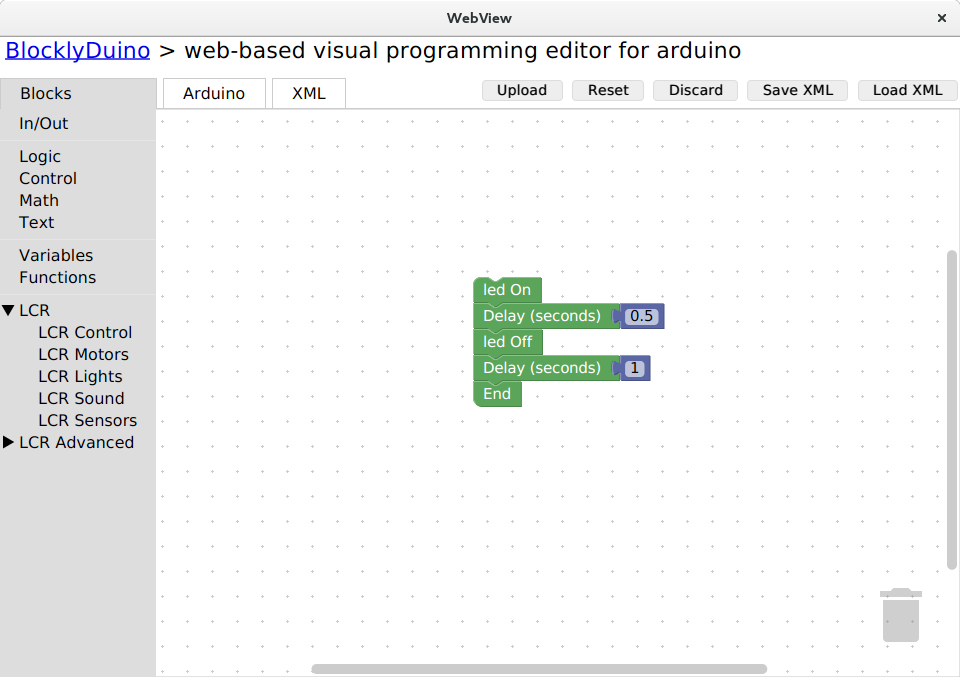 WebView
BlocklyDuino > web-based visual programming editor for arduino
Blocks Arduino XML Upload Reset Discard Save XML Load XML
In/Out
Logic
Control
Math
Text
Variables
Functions
LCR
LCR Control
LCR Motors
LCR Lights
LCR Sound
LCR Sensors
LCR Advanced
led On
Delay (seconds) 0.5
led Off
Delay (seconds) 1
End